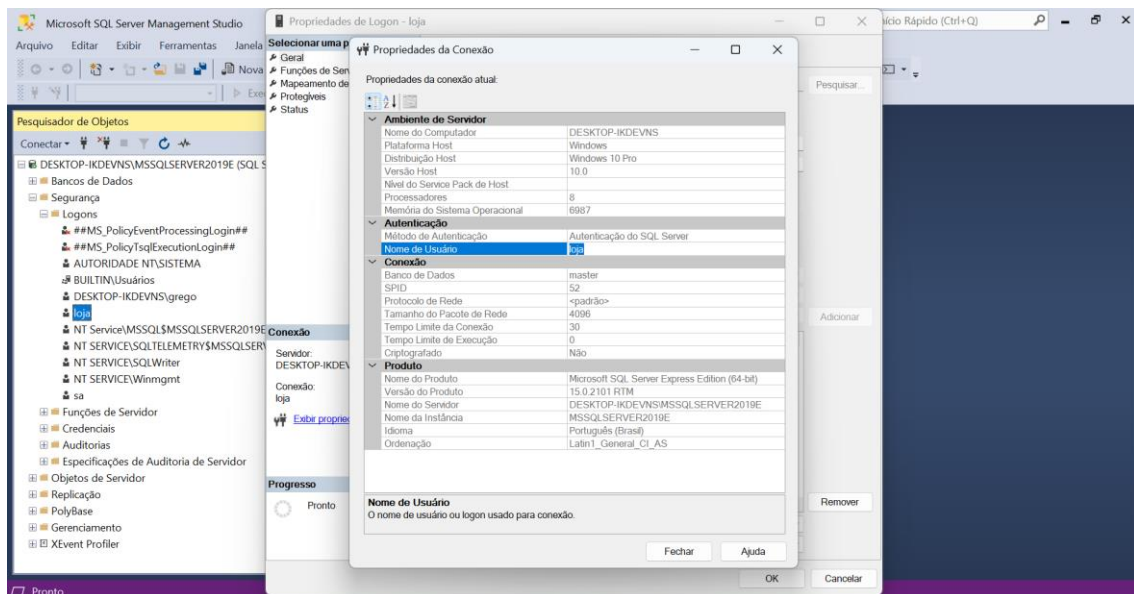 Microsoft SQL Server Management Studio
Propriedades de Logon - loja
ício Rápido (Ctrl+Q)
Arquivo Editar Exibir Ferramentas Janela
Nova
Exe
Selecionar uma p
Geral
Funções de Serv
Mapeamento de
Protegíveis
Status
Pesquisar...
Adicionar
Remover
Pesquisador de Objetos
Conectar
DESKTOP-IKDEVNS\MSSQLSERVER2019E (SQL S
Bancos de Dados
Segurança
Logons
##MS_PolicyEventProcessingLogin##
##MS_PolicyTsqlExecutionLogin##
AUTORIDADE NT\SISTEMA
BUILTIN\Usuários
DESKTOP-IKDEVNS\grego
loja
NT Service\MSSQL$MSSQLSERVER2019E
NT SERVICE\SQLTELEMETRY$MSSQLSERV
NT SERVICE\SQLWriter
NT SERVICE\Winmgmt
sa
Funções de Servidor
Credenciais
Auditorias
Especificações de Auditoria de Servidor
Objetos de Servidor
Replicação
PolyBase
Gerenciamento
XEvent Profiler
Conexão
Servidor:
DESKTOP-IKDEV
Conexão:
loja
Exibir proprie
Progresso
Pronto
Propriedades da Conexão
Propriedades da conexão atual:
Ambiente de Servidor
Nome do Computador DESKTOP-IKDEVNS
Plataforma Host Windows
Distribuição Host Windows 10 Pro
Versão Host 10.0
Nível do Service Pack de Host
Processadores 8
Memória do Sistema Operacional 6987
Autenticação
Método de Autenticação Autenticação do SQL Server
Nome de Usuário loja
Conexão
Banco de Dados master
SPID 52
Protocolo de Rede <padrão>
Tamanho do Pacote de Rede 4096
Tempo Limite da Conexão 30
Tempo Limite de Execução 0
Criptografado Não
Produto
Nome do Produto Microsoft SQL Server Express Edition (64-bit)
Versão do Produto 15.0.2101 RTM
Nome do Servidor DESKTOP-IKDEVNS\MSSQLSERVER2019E
Nome da Instância MSSQLSERVER2019E
Idioma Português (Brasil)
Ordenação Latin1_General_CI_AS
Nome de Usuário
O nome de usuário ou logon usado para conexão.
Fechar Ajuda
OK Cancelar
Pronto